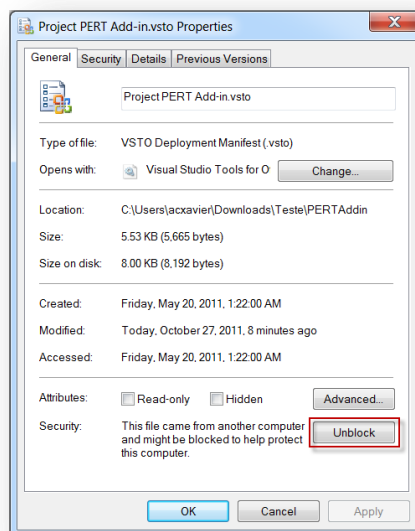 Project PERT Add-in.vsto Properties
General Security Details Previous Versions
Project PERT Add-in.vsto
Type of file: VSTO Deployment Manifest (.vsto)
Opens with: Visual Studio Tools for O Change...
Location: C:\Users\acxavier\Downloads\Teste\PERTAddin
Size: 5.53 KB (5,665 bytes)
Size on disk: 8.00 KB (8,192 bytes)
Created: Friday, May 20, 2011, 1:22:00 AM
Modified: Today, October 27, 2011, 8 minutes ago
Accessed: Friday, May 20, 2011, 1:22:00 AM
Attributes: Read-only Hidden Advanced...
Security: This file came from another computer
and might be blocked to help protect Unblock
this computer.
OK Cancel Apply